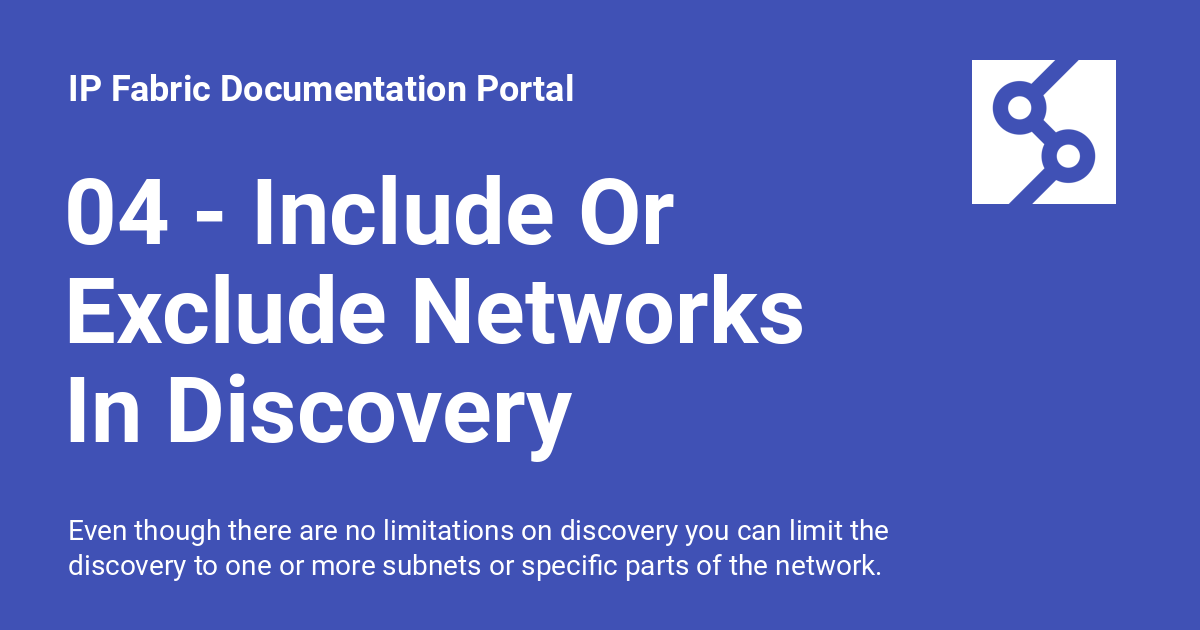 IP Fabric Documentation Portal
04 - Include Or
Exclude Networks
In Discovery
Even though there are no limitations on discovery you can limit the
discovery to one or more subnets or specific parts of the network.